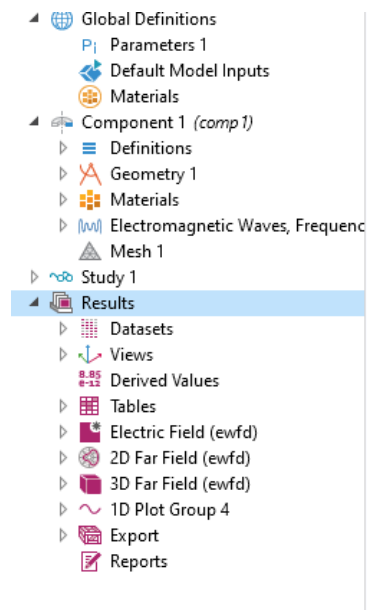 Global Definitions
Pi Parameters 1
Default Model Inputs
Materials
Component 1 (comp1)
Definitions
Geometry 1
Materials
Electromagnetic Waves, Frequenc
Mesh 1
Study 1
Results
Datasets
Views
8.85 e-12 Derived Values
Tables
Electric Field (ewfd)
2D Far Field (ewfd)
3D Far Field (ewfd)
1D Plot Group 4
Export
Reports